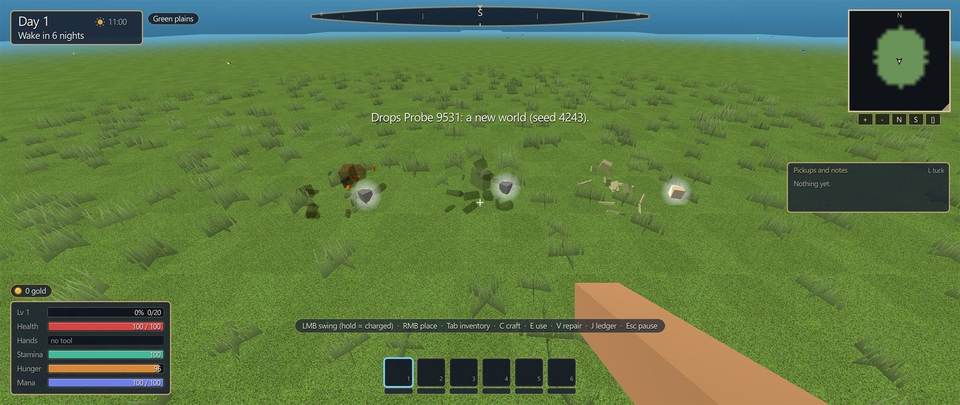 Day 1
11:00
Wake in 6 nights
Green plains
S
N
+ - N S []
Drops Probe 9531: a new world (seed 4243).
Pickups and notes
L tuck
Nothing yet.
0 gold
Lv 1
0% 0/20
Health
100 / 100
Hands
no tool
Stamina
100
Hunger
Mana
100 / 100
LMB swing (hold = charged) · RMB place · Tab inventory · C craft · E use · V repair · J ledger · Esc pause
1 2 3 4 5 6